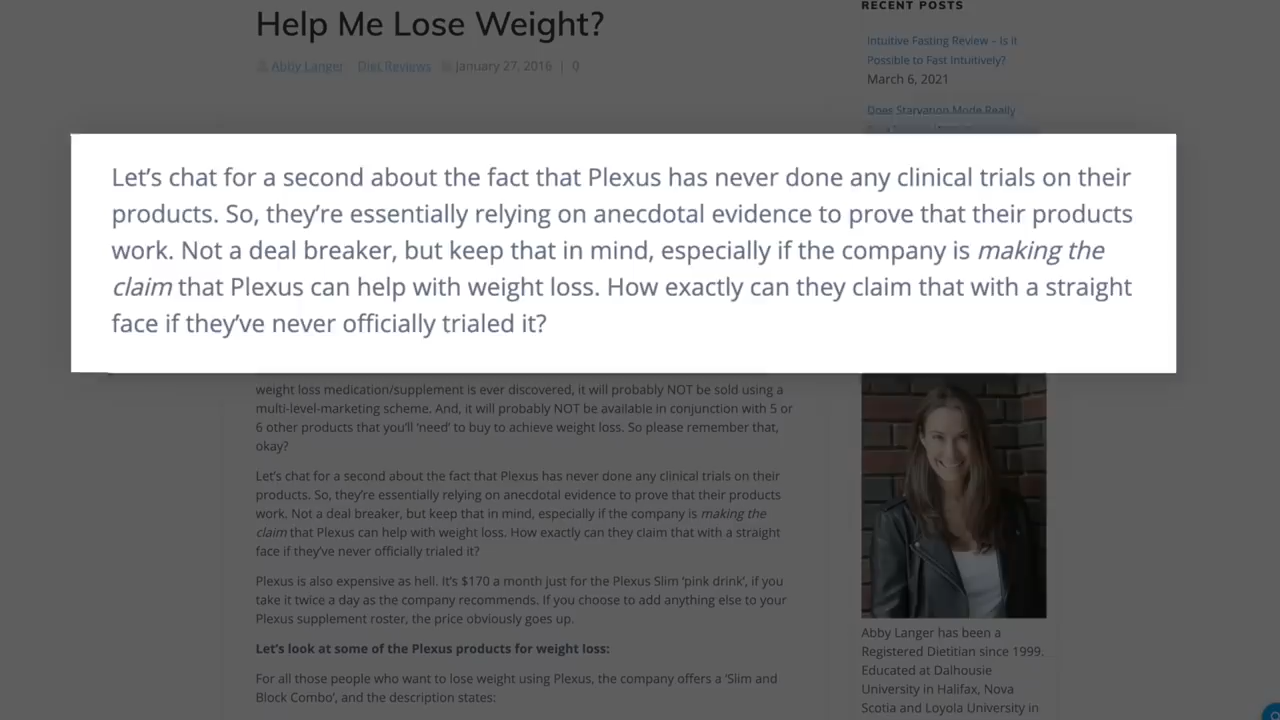 Help Me Lose Weight?
Abby Langer
Diet Reviews
January 27, 2016 | 0
RECENT POSTS
Intuitive Fasting Review – Is it
Possible to Fast Intuitively?
March 6, 2021
Does Starvation Mode Really
Let's chat for a second about the fact that Plexus has never done any clinical trials on their
products. So, they're essentially relying on anecdotal evidence to prove that their products
work. Not a deal breaker, but keep that in mind, especially if the company is making the
claim that Plexus can help with weight loss. How exactly can they claim that with a straight
face if they've never officially trialed it?
weight loss medication/supplement is ever discovered, it will probably NOT be sold using a
multi-level-marketing scheme. And, it will probably NOT be available in conjunction with 5 or
6 other products that you'll 'need' to buy to achieve weight loss. So please remember that,
okay?
Let's chat for a second about the fact that Plexus has never done any clinical trials on their
products. So, they're essentially relying on anecdotal evidence to prove that their products
work. Not a deal breaker, but keep that in mind, especially if the company is making the
claim that Plexus can help with weight loss. How exactly can they claim that with a straight
face if they've never officially trialed it?
Plexus is also expensive as hell. It's $170 a month just for the Plexus Slim 'pink drink', if you
take it twice a day as the company recommends. If you choose to add anything else to your
Plexus supplement roster, the price obviously goes up.
Let's look at some of the Plexus products for weight loss:
For all those people who want to lose weight using Plexus, the company offers a 'Slim and
Block Combo', and the description states:
Abby Langer has been a
Registered Dietitian since 1999.
Educated at Dalhousie
University in Halifax, Nova
Scotia and Loyola University in